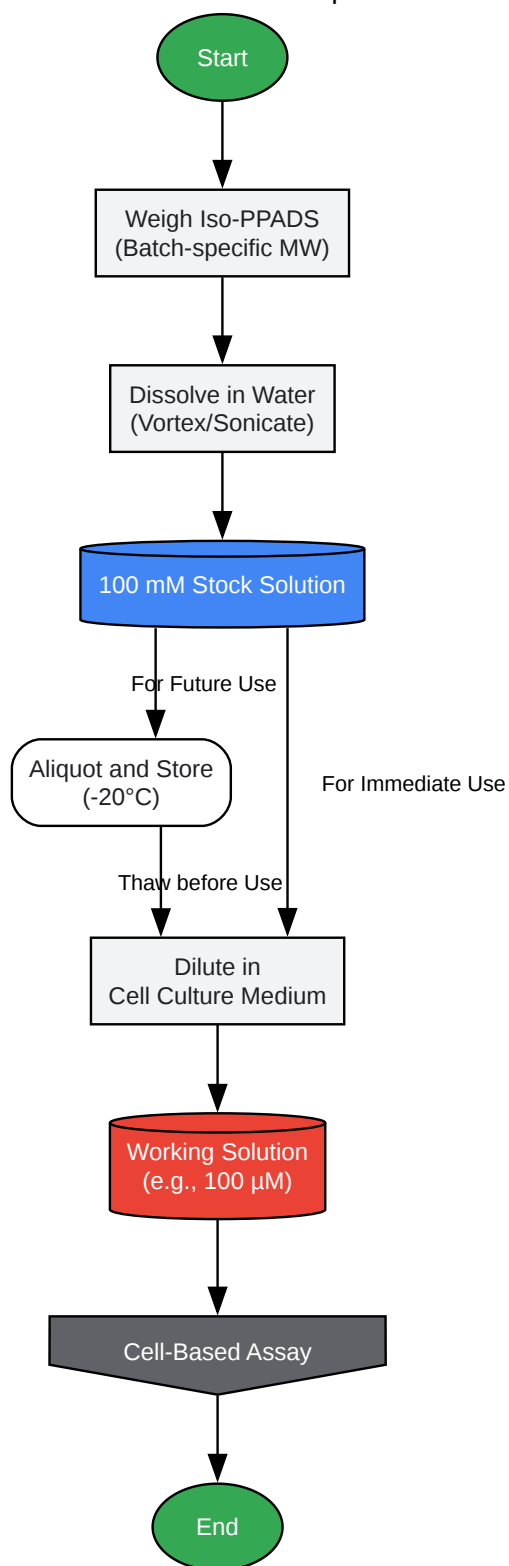 Start
Weigh Iso-PPADS
(Batch-specific MW)
Dissolve in Water
(Vortex/Sonicate)
100 mM Stock Solution
For Future Use
Aliquot and Store
(-20°C)
For Immediate Use
Thaw before Use
Dilute in
Cell Culture Medium
Working Solution
(e.g., 100 µM)
Cell-Based Assay
End